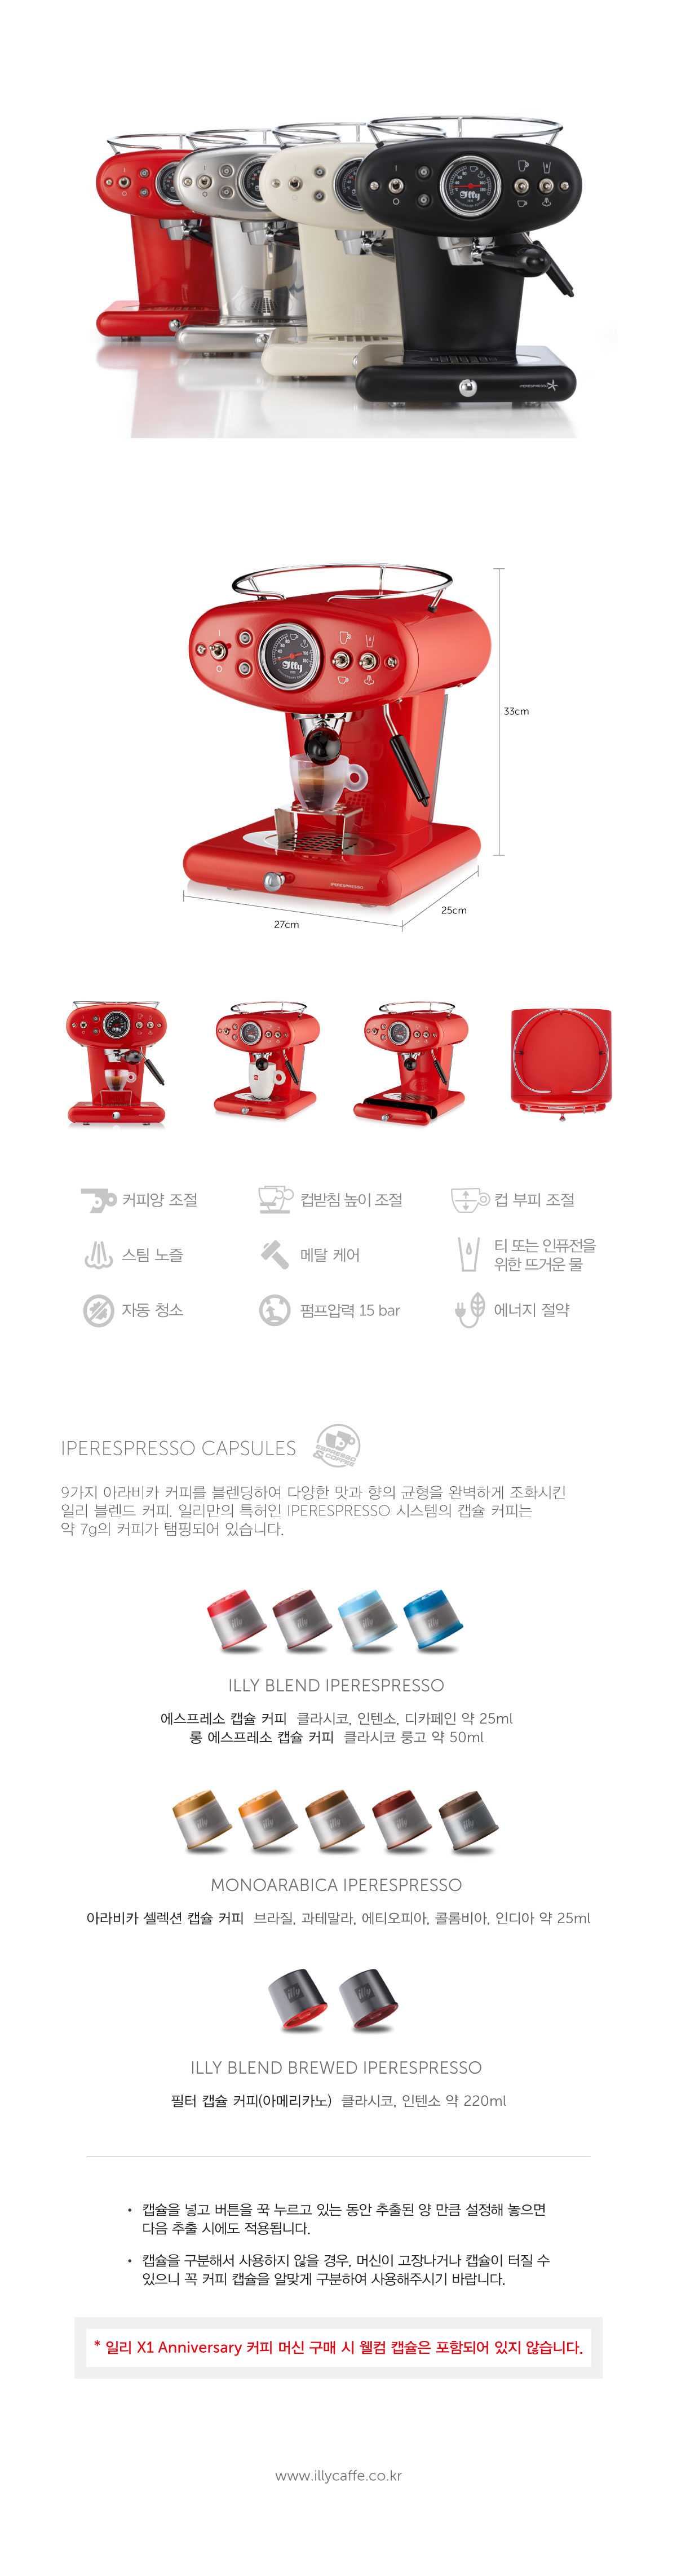 illy
illy
33cm
IPERESPRESSO
25cm
27cm
커피양 조절
컵받침 높이 조절
컵 부피 조절
스팀 노즐
메탈 케어
티 또는 인퓨전을
위한 뜨거운 물
자동 청소
펌프압력 15 bar
에너지 절약
IPERESPRESSO CAPSULES
ESPRESSO
& COFFEE
9가지 아라비카 커피를 블렌딩하여 다양한 맛과 향의 균형을 완벽하게 조화시킨
일리 블렌드 커피. 일리만의 특허인 IPERESPRESSO 시스템의 캡슐 커피는
약 7g의 커피가 탬핑되어 있습니다.
illy illy illy illy
ILLY BLEND IPERESPRESSO
에스프레소 캡슐 커피 클라시코, 인텐소, 디카페인 약 25ml
롱 에스프레소 캡슐 커피 클라시코 룽고 약 50ml
illy illy illy illy illy
MONOARABICA IPERESPRESSO
아라비카 셀렉션 캡슐 커피 브라질, 과테말라, 에티오피아, 콜롬비아, 인디아 약 25ml
illy illy
ILLY BLEND BREWED IPERESPRESSO
필터 캡슐 커피(아메리카노) 클라시코, 인텐소 약 220ml
• 캡슐을 넣고 버튼을 꾹 누르고 있는 동안 추출된 양 만큼 설정해 놓으면
다음 추출 시에도 적용됩니다.
• 캡슐을 구분해서 사용하지 않을 경우, 머신이 고장나거나 캡슐이 터질 수
있으니 꼭 커피 캡슐을 알맞게 구분하여 사용해주시기 바랍니다.
* 일리 X1 Anniversary 커피 머신 구매 시 웰컴 캡슐은 포함되어 있지 않습니다.
www.illycaffe.co.kr